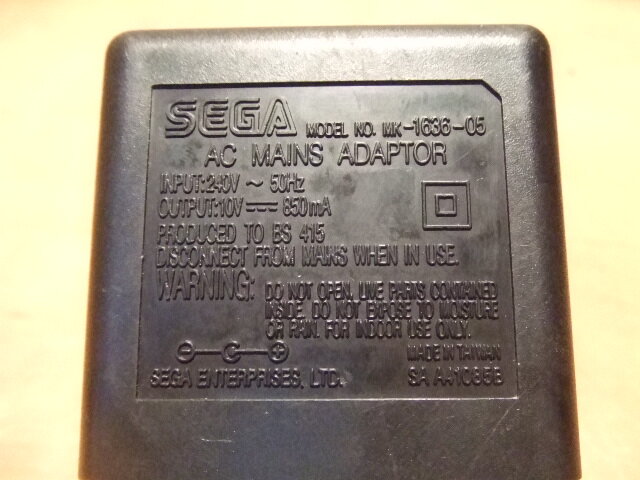 SEGA MODEL NO. MK-1636-05
AC MAINS ADAPTOR
INPUT:240V ~ 50Hz
OUTPUT:10V ⎓ 850mA
PRODUCED TO BS 415
DISCONNECT FROM MAINS WHEN IN USE.
WARNING: DO NOT OPEN. LIVE PARTS CONTAINED
INSIDE. DO NOT EXPOSE TO MOISTURE
OR RAIN. FOR INDOOR USE ONLY.
MADE IN TAIWAN
SEGA ENTERPRISES, LTD. SA A41085B